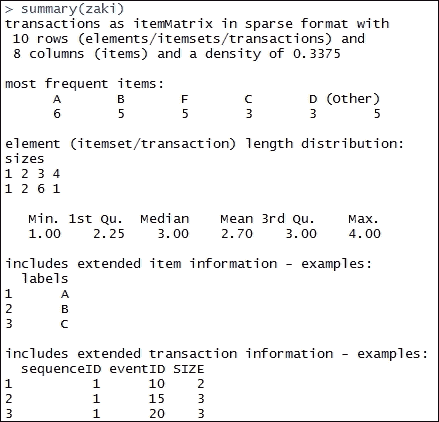 > summary(zaki)
transactions as itemMatrix in sparse format with
 10 rows (elements/itemsets/transactions) and
 8 columns (items) and a density of 0.3375
most frequent items:
      A       B       F       C       D (Other)
      6       5       5       3       3       5
element (itemset/transaction) length distribution:
sizes
1 2 3 4
1 2 6 1
   Min. 1st Qu.  Median    Mean 3rd Qu.    Max.
   1.00    2.25    3.00    2.70    3.00    4.00
includes extended item information - examples:
  labels
1      A
2      B
3      C
includes extended transaction information - examples:
  sequenceID eventID SIZE
1          1      10    2
2          1      15    3
3          1      20    3